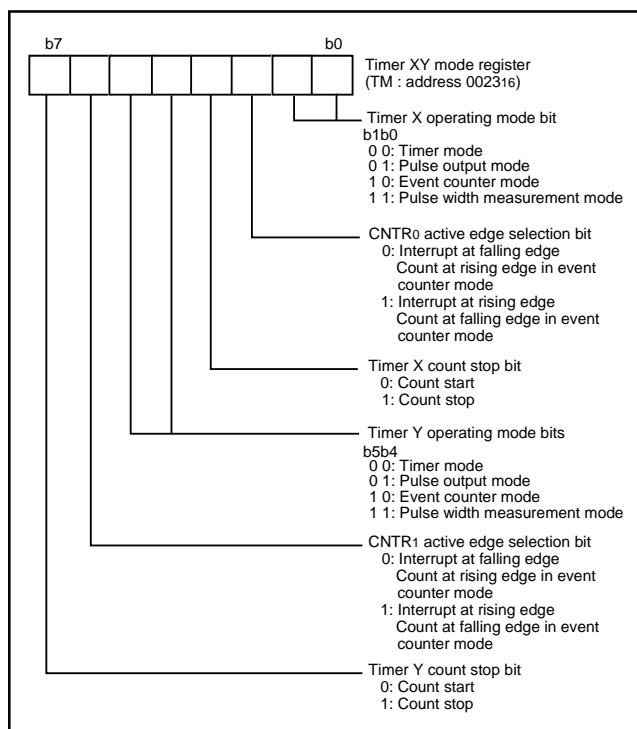 b7 b0
Timer XY mode register
(TM : address 002316)
Timer X operating mode bit
b1b0
0 0: Timer mode
0 1: Pulse output mode
1 0: Event counter mode
1 1: Pulse width measurement mode
CNTR0 active edge selection bit
0: Interrupt at falling edge
Count at rising edge in event
counter mode
1: Interrupt at rising edge
Count at falling edge in event
counter mode
Timer X count stop bit
0: Count start
1: Count stop
Timer Y operating mode bits
b5b4
0 0: Timer mode
0 1: Pulse output mode
1 0: Event counter mode
1 1: Pulse width measurement mode
CNTR1 active edge selection bit
0: Interrupt at falling edge
Count at rising edge in event
counter mode
1: Interrupt at rising edge
Count at falling edge in event
counter mode
Timer Y count stop bit
0: Count start
1: Count stop